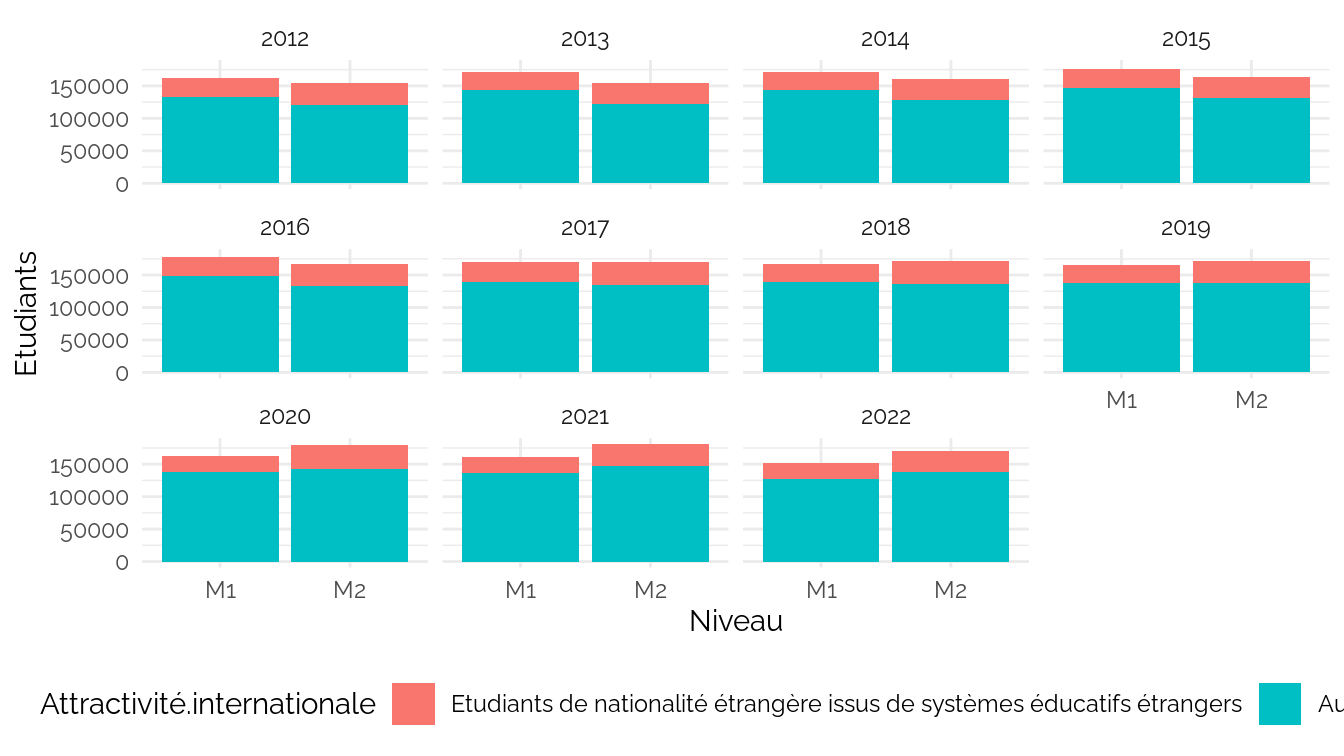 2012 2013 2014 2015
150000
100000
50000
0
2016 2017 2018 2019
150000
100000
50000
0
M1 M2
2020 2021 2022
150000
100000
50000
0
M1 M2 M1 M2 M1 M2
Etudiants
Niveau
Attractivité.internationale Etudiants de nationalité étrangère issus de systèmes éducatifs étrangers